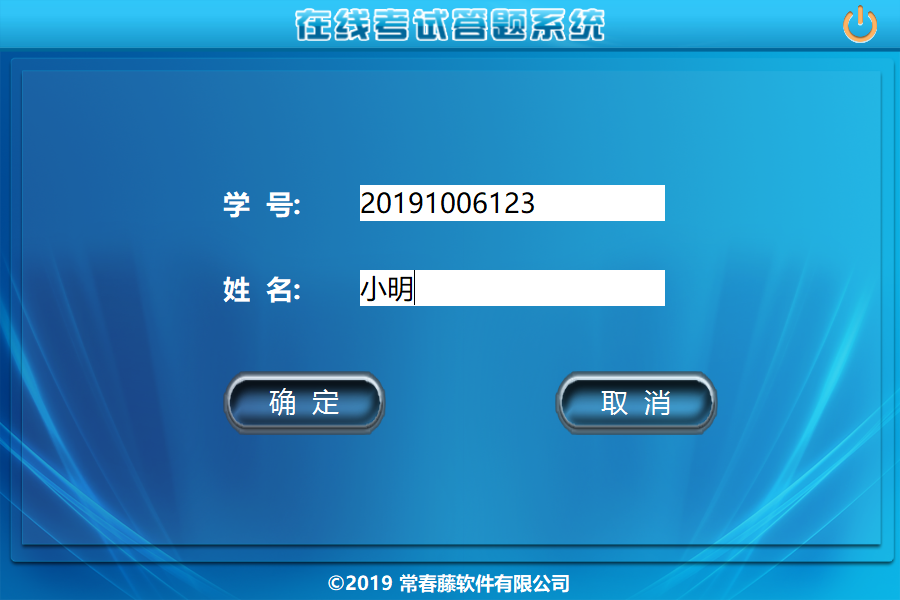 在线考试答题系统
学 号: 20191006123
姓 名: 小明
确 定 取 消
©2019 常春藤软件有限公司